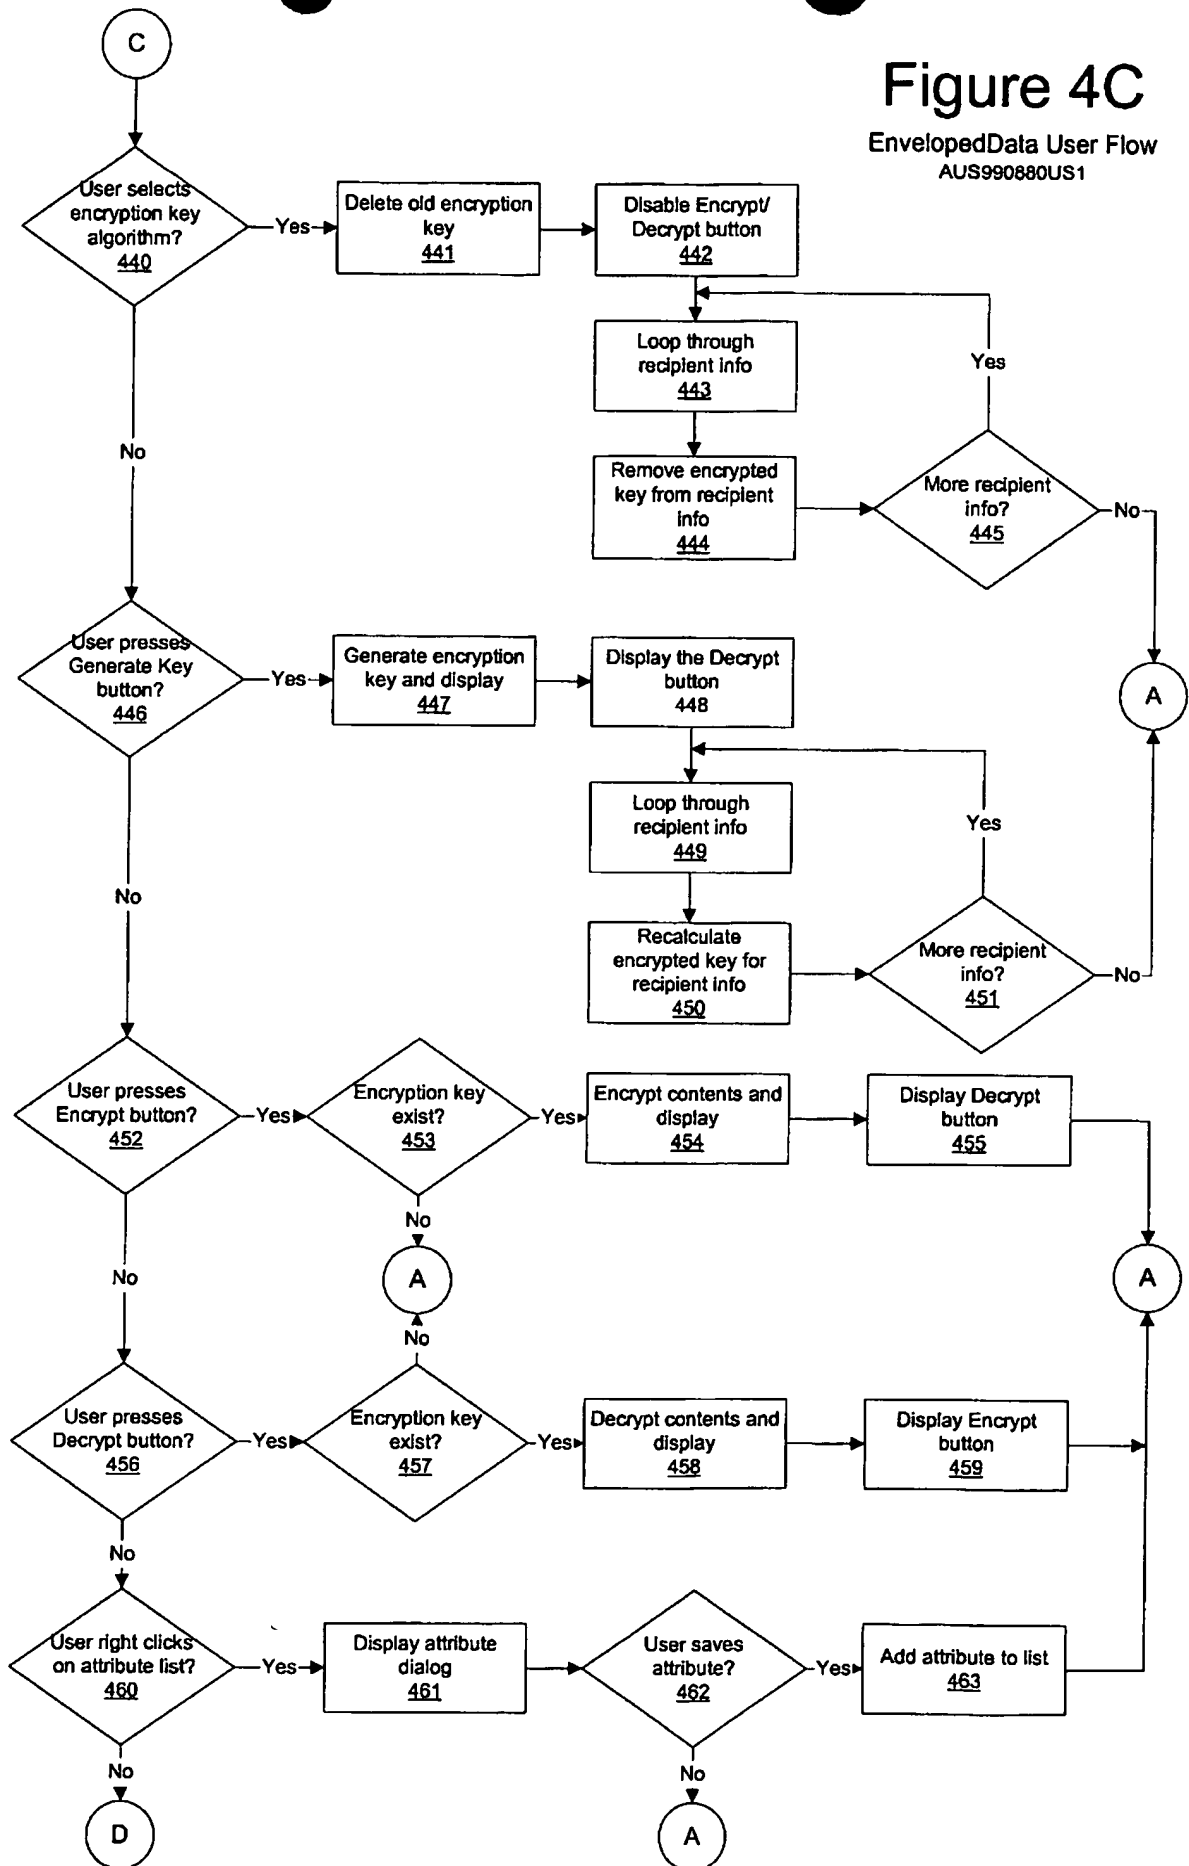 C
Figure 4C
EnvelopedData User Flow
AUS990880US1
User selects
encryption key
algorithm?
440
Yes
Delete old encryption
key
441
Disable Encrypt/
Decrypt button
442
Loop through
recipient info
443
Yes
No
Remove encrypted
key from recipient
info
444
More recipient
info?
445
No
User presses
Generate Key
button?
446
Yes
Generate encryption
key and display
447
Display the Decrypt
button
448
A
Loop through
recipient info
449
Yes
No
Recalculate
encrypted key for
recipient info
450
More recipient
info?
451
No
User presses
Encrypt button?
452
Yes
Encryption key
exist?
453
Yes
Encrypt contents and
display
454
Display Decrypt
button
455
No
No
A
A
No
User presses
Decrypt button?
456
Yes
Encryption key
exist?
457
Yes
Decrypt contents and
display
458
Display Encrypt
button
459
No
User right clicks
on attribute list?
460
Yes
Display attribute
dialog
461
User saves
attribute?
462
Yes
Add attribute to list
463
No
No
D
A